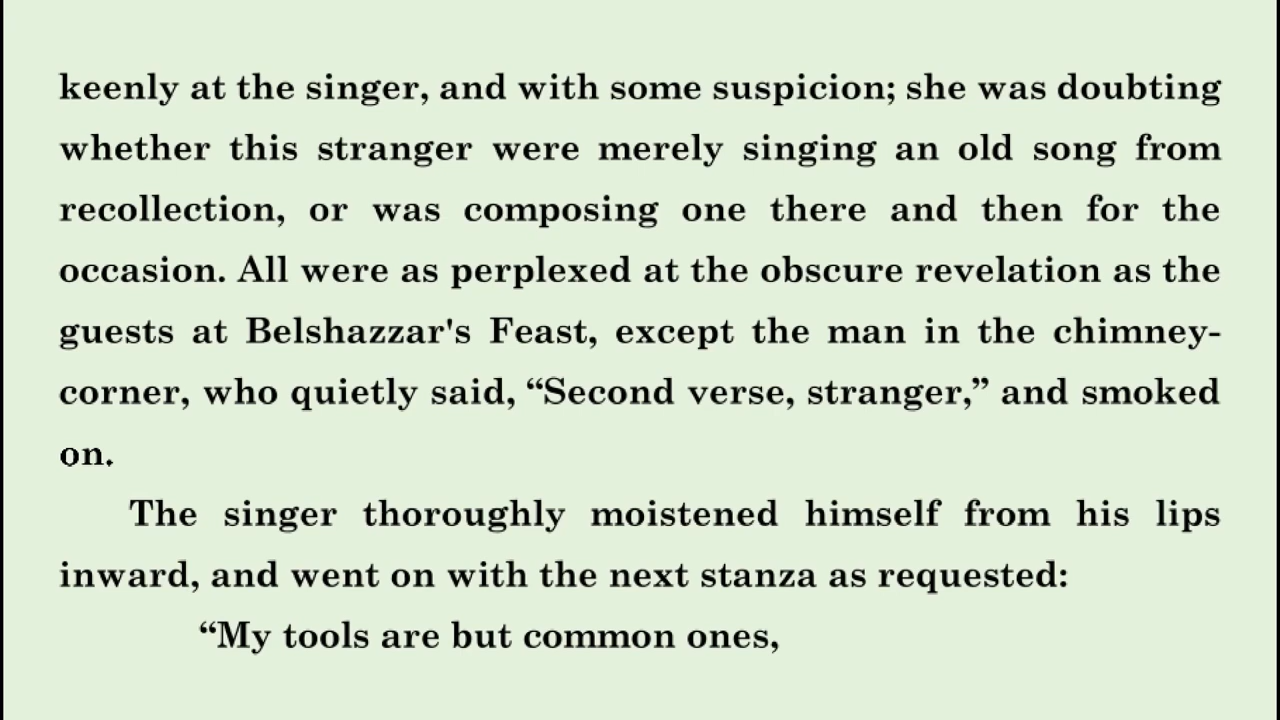 keenly at the singer, and with some suspicion; she was doubting
whether this stranger were merely singing an old song from
recollection, or was composing one there and then for the
occasion. All were as perplexed at the obscure revelation as the
guests at Belshazzar's Feast, except the man in the chimney-
corner, who quietly said, “Second verse, stranger,” and smoked
on.
The singer thoroughly moistened himself from his lips
inward, and went on with the next stanza as requested:
“My tools are but common ones,